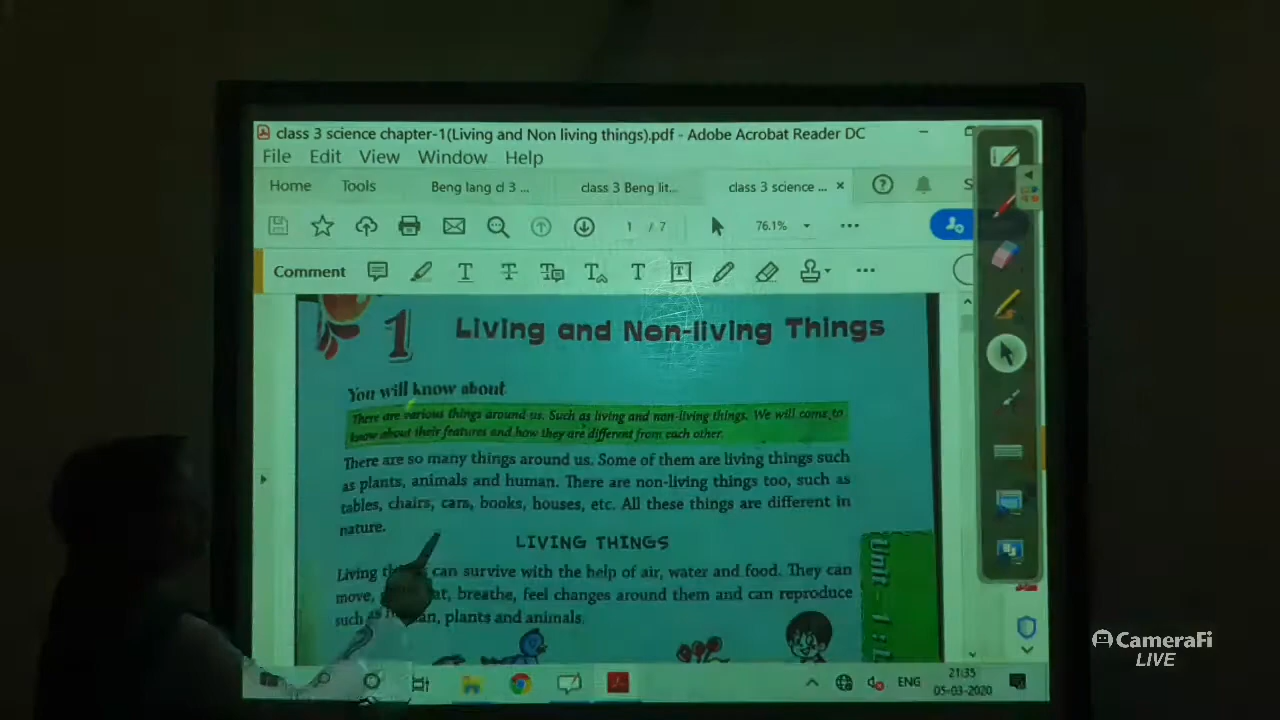 class 3 science chapter-1(Living and Non living things).pdf - Adobe Acrobat Reader DC
File Edit View Window Help
Home Tools Beng lang cl 3 ... class 3 Beng lit... class 3 science ...
1 / 7 76.1%
Comment
1 Living and Non-living Things
You will know about
There are various things around us. Such as living and non-living things. We will come to
know about their features and how they are different from each other.
There are so many things around us. Some of them are living things such
as plants, animals and human. There are non-living things too, such as
tables, chairs, cars, books, houses, etc. All these things are different in
nature.
LIVING THINGS
Living can survive with the help of air, water and food. They can
move, breathe, feel changes around them and can reproduce
such as plants and animals.
Unit - 1 :
ENG
21:35
05-03-2020
CameraFi
LIVE